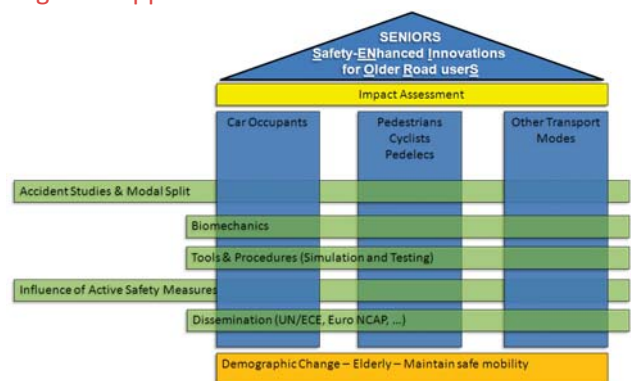 SENIORS
Safety-ENhanced Innovations
for Older Road userS
Impact Assessment
Car Occupants
Pedestrians
Cyclists
Pedelecs
Other Transport
Modes
Accident Studies & Modal Split
Biomechanics
Tools & Procedures (Simulation and Testing)
Influence of Active Safety Measures
Dissemination (UN/ECE, Euro NCAP, ...)
Demographic Change – Elderly – Maintain safe mobility